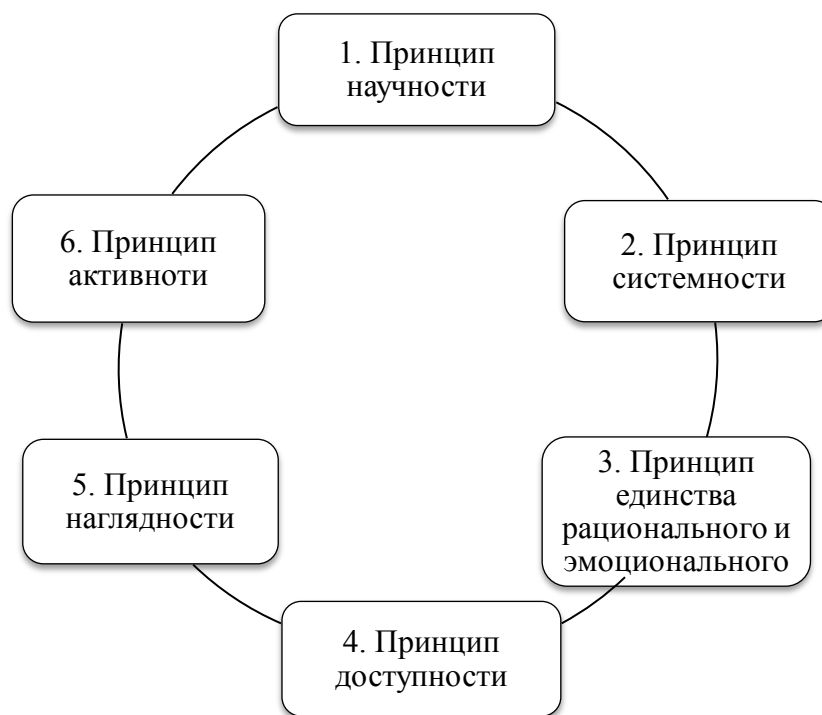 1. Принцип
научности
2. Принцип
системности
3. Принцип
единства
рационального и
эмоционального
4. Принцип
доступности
5. Принцип
наглядности
6. Принцип
активноти